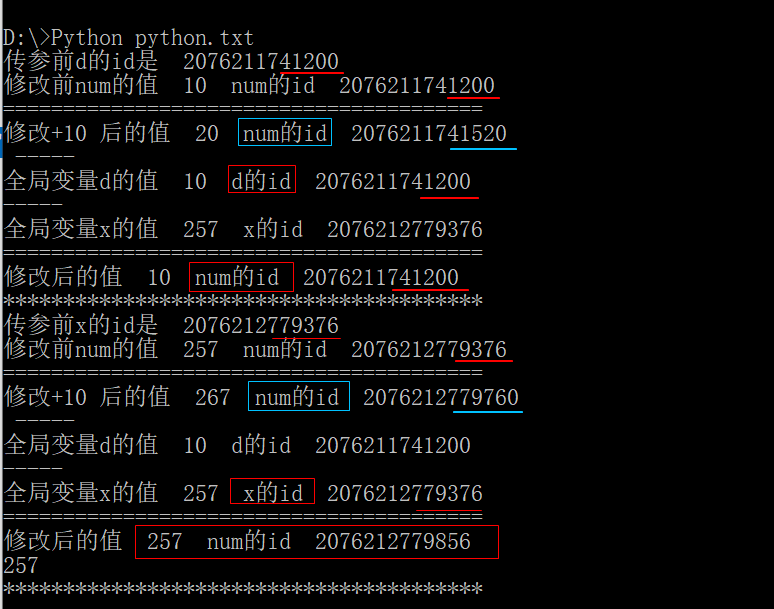 D:\>Python python.txt
传参前d的id是  2076211741200
修改前num的值  10  num的id  2076211741200
========================================
修改+10 后的值  20  num的id  2076211741520
 -----
全局变量d的值  10  d的id  2076211741200
-----
全局变量x的值  257  x的id  2076212779376
========================================
修改后的值  10  num的id  2076211741200
****************************************
传参前x的id是  2076212779376
修改前num的值  257  num的id  2076212779376
========================================
修改+10 后的值  267  num的id  2076212779760
 -----
全局变量d的值  10  d的id  2076211741200
-----
全局变量x的值  257  x的id  2076212779376
========================================
修改后的值  257  num的id  2076212779856
257
****************************************